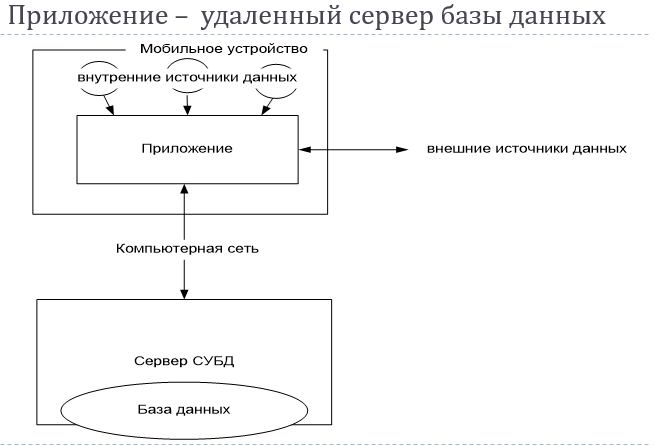 Приложение – удаленный сервер базы данных
Мобильное устройство
внутренние источники данных
Приложение
внешние источники данных
Компьютерная сеть
Сервер СУБД
База данных